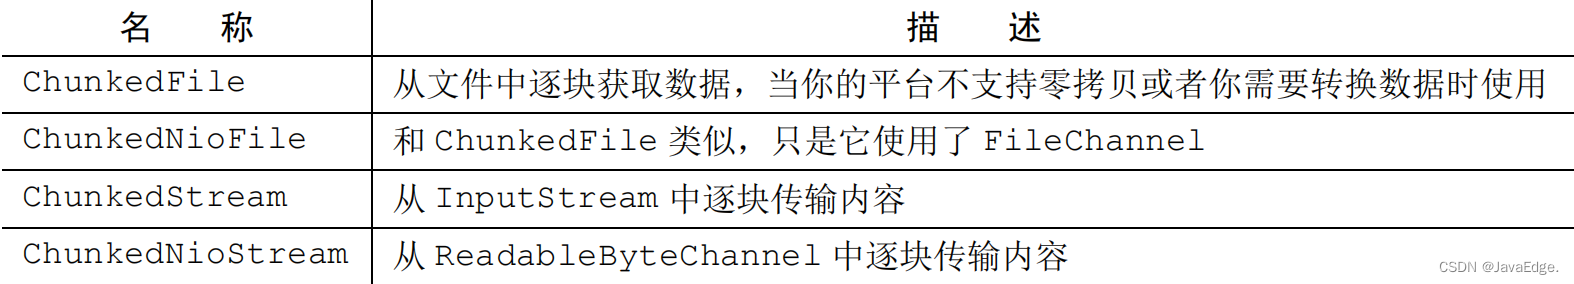 名 称 描 述
ChunkedFile 从文件中逐块获取数据，当你的平台不支持零拷贝或者你需要转换数据时使用
ChunkedNioFile 和 ChunkedFile 类似，只是它使用了 FileChannel
ChunkedStream 从 InputStream 中逐块传输内容
ChunkedNioStream 从 ReadableByteChannel 中逐块传输内容
CSDN @JavaEdge.